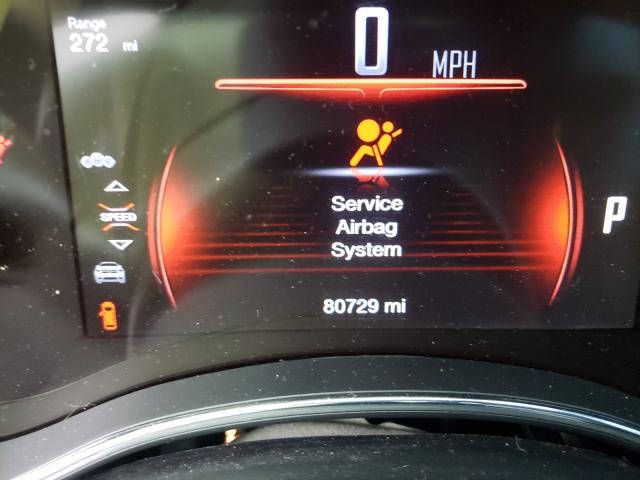 Range
272 mi
0 MPH
SPEED
Service
Airbag
System
P
80729 mi